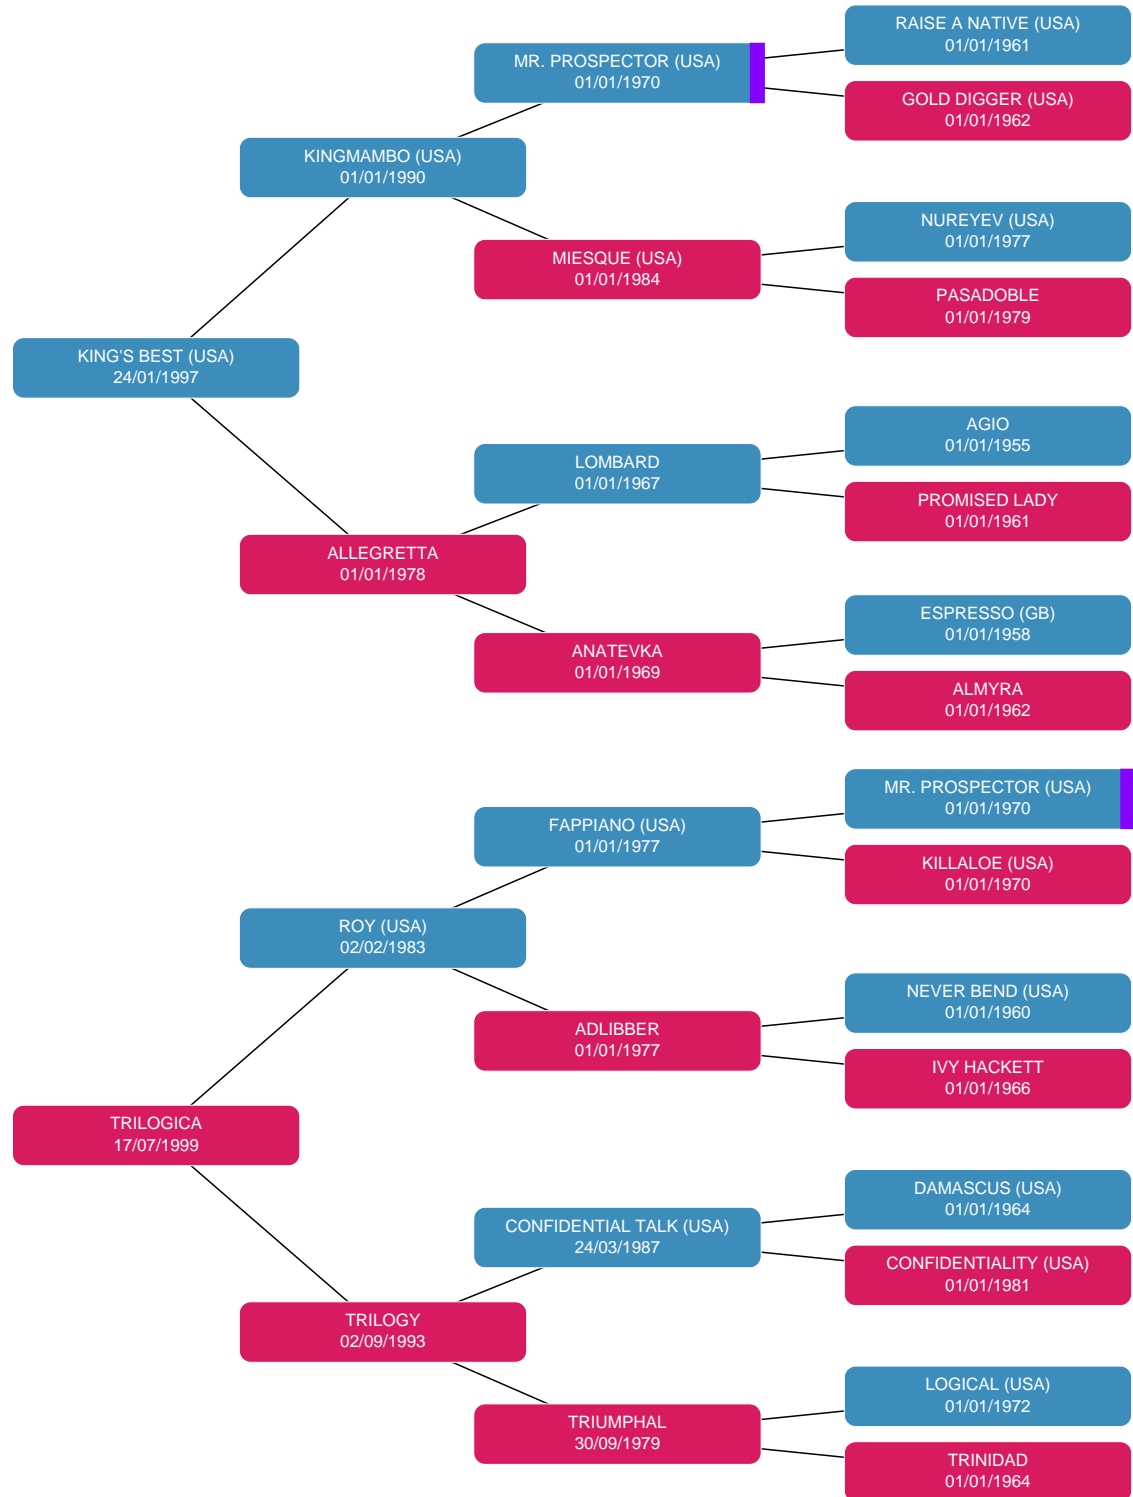 RAISE A NATIVE (USA)
01/01/1961
MR. PROSPECTOR (USA)
01/01/1970
GOLD DIGGER (USA)
01/01/1962
KINGMAMBO (USA)
01/01/1990
NUREYEV (USA)
01/01/1977
MIESQUE (USA)
01/01/1984
PASADOBLE
01/01/1979
KING'S BEST (USA)
24/01/1997
AGIO
01/01/1955
LOMBARD
01/01/1967
PROMISED LADY
01/01/1961
ALLEGRETTA
01/01/1978
ESPRESSO (GB)
01/01/1958
ANATEVKA
01/01/1969
ALMYRA
01/01/1962
MR. PROSPECTOR (USA)
01/01/1970
FAPPIANO (USA)
01/01/1977
KILLALOE (USA)
01/01/1970
ROY (USA)
02/02/1983
NEVER BEND (USA)
01/01/1960
ADLIBBER
01/01/1977
IVY HACKETT
01/01/1966
TRILOGICA
17/07/1999
DAMASCUS (USA)
01/01/1964
CONFIDENTIAL TALK (USA)
24/03/1987
CONFIDENTIALITY (USA)
01/01/1981
TRILOGY
02/09/1993
LOGICAL (USA)
01/01/1972
TRIUMPHAL
30/09/1979
TRINIDAD
01/01/1964